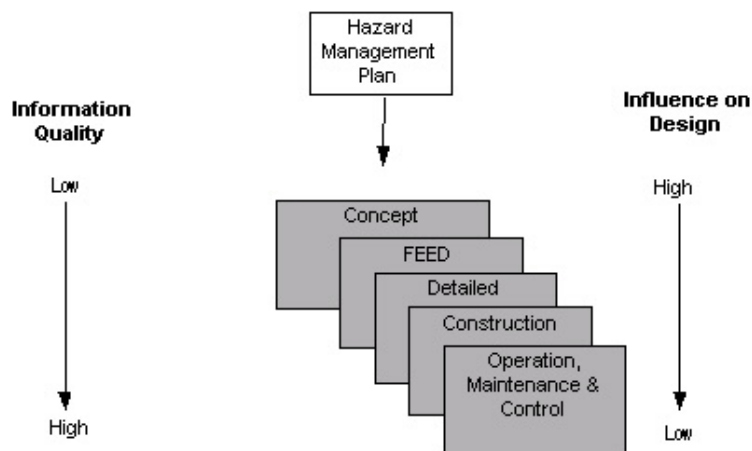 Hazard
Management
Plan
Information
Quality
Influence on
Design
Low
High
Concept
FEED
Detailed
Construction
Operation,
Maintenance &
Control
High
Low